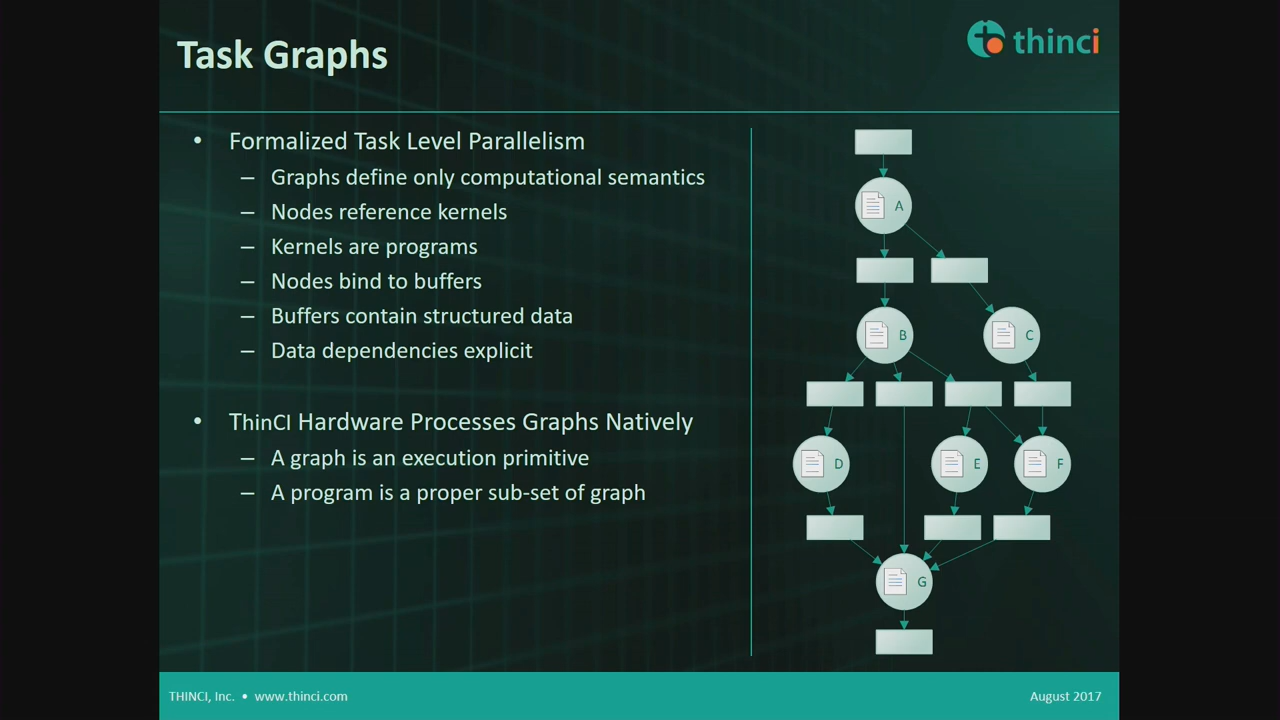 Task Graphs
thinci
• Formalized Task Level Parallelism
– Graphs define only computational semantics
– Nodes reference kernels
– Kernels are programs
– Nodes bind to buffers
– Buffers contain structured data
– Data dependencies explicit
• ThinCI Hardware Processes Graphs Natively
– A graph is an execution primitive
– A program is a proper sub-set of graph
A
B
C
D
E
F
G
THINCI, Inc. • www.thinci.com
August 2017